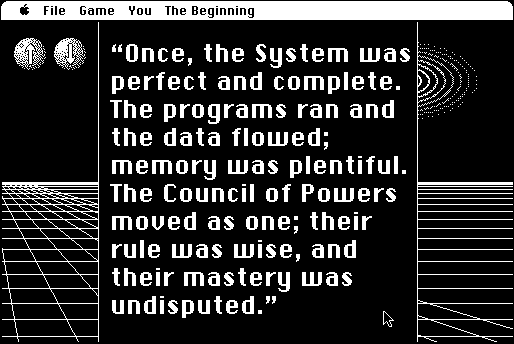 File Game You The Beginning
“Once, the System was
perfect and complete.
The programs ran and
the data flowed;
memory was plentiful.
The Council of Powers
moved as one; their
rule was wise, and
their mastery was
undisputed.”